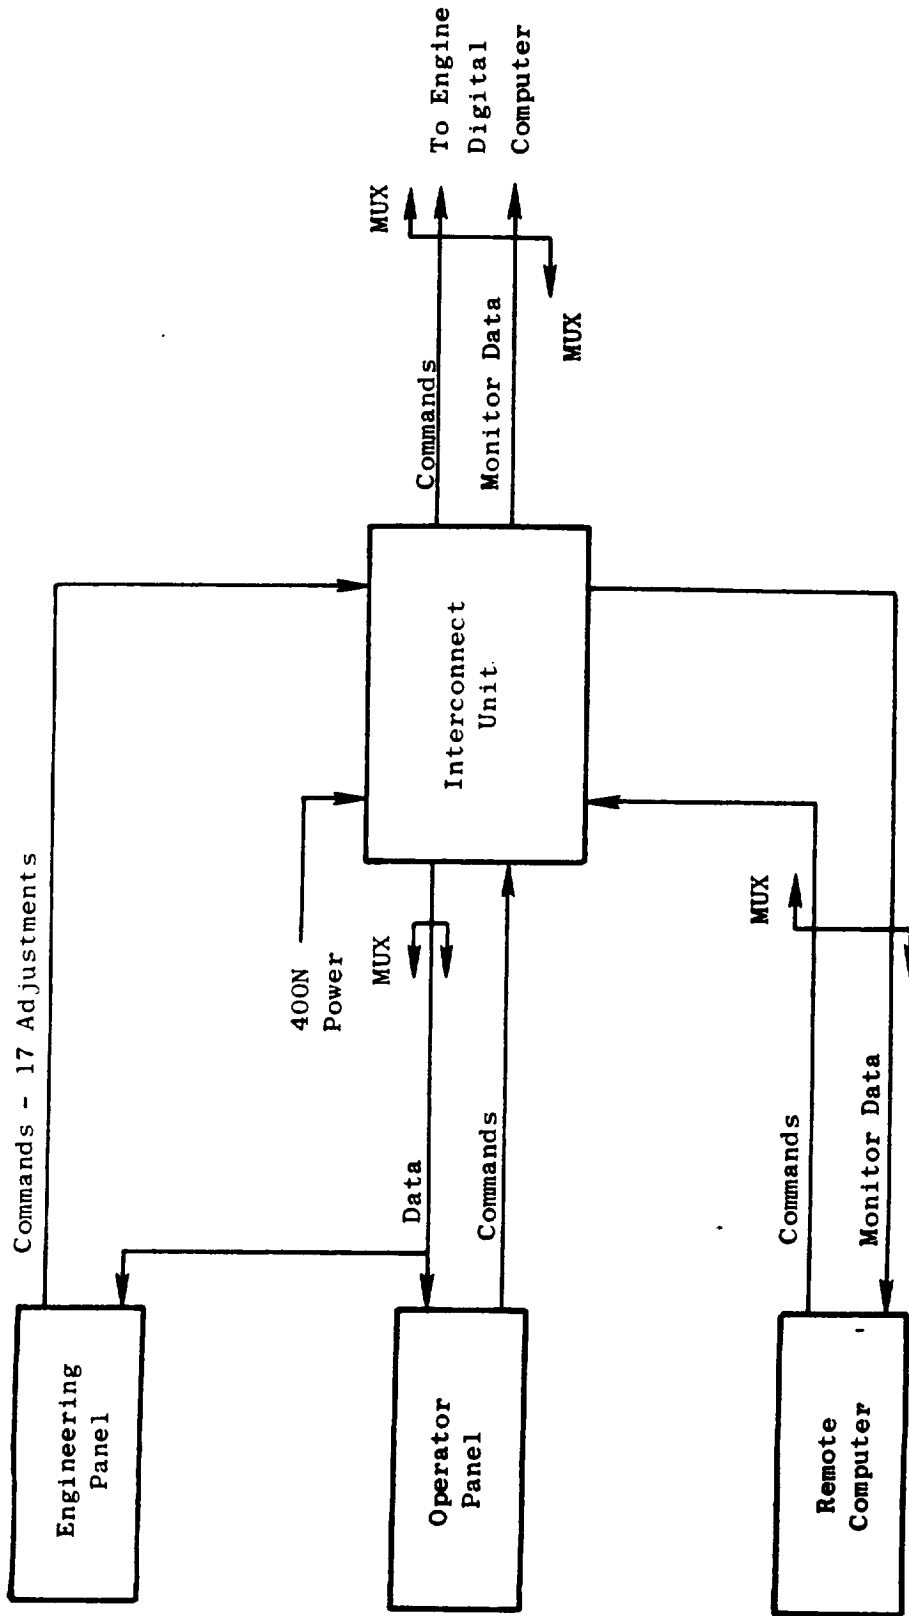 Commands - 17 Adjustments
Engineering
Panel
400N
Power
MUX
Data
Commands
Operator
Panel
Interconnect
Unit
MUX
Commands
To Engine
Digital
Computer
Monitor Data
MUX
MUX
Commands
Monitor Data
Remote
Computer